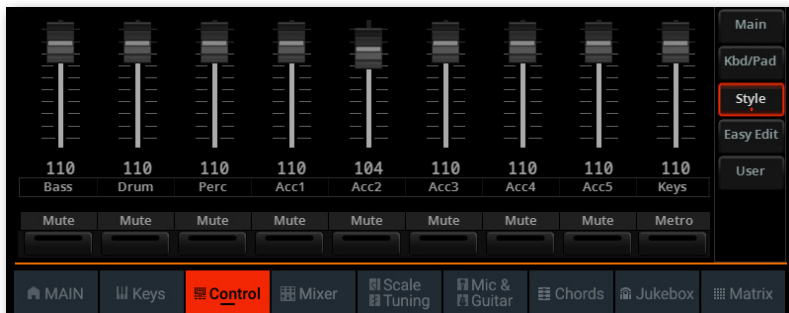 Main
Kbd/Pad
Style
Easy Edit
User
110 110 110 110 104 110 110 110 110
Bass Drum Perc Acc1 Acc2 Acc3 Acc4 Acc5 Keys
Mute Mute Mute Mute Mute Mute Mute Mute Metro
MAIN Keys Control Mixer Scale Tuning Mic & Guitar Chords Jukebox Matrix